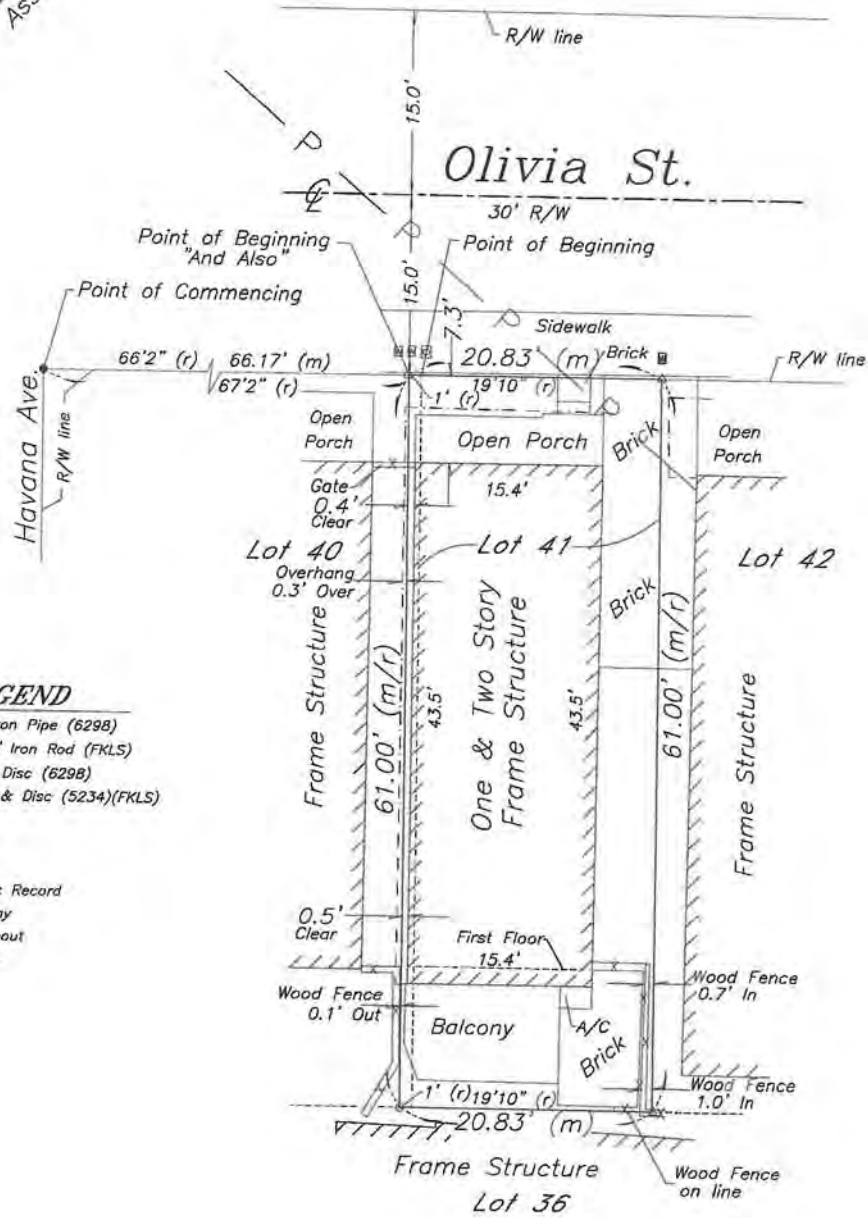 Ass
R/W line
15.0'
Olivia St.
℄
30' R/W
P
P
P
P
Point of Beginning
"And Also"
Point of Beginning
Point of Commencing
15.0'
7.3'
Sidewalk
66'2" (r)
66.17' (m)
67'2" (r)
20.83' (m)
19'10" (r)
1' (r)
Brick
R/W line
Havana Ave.
R/W line
Open
Porch
Open Porch
Brick
Open
Porch
Gate
0.4'
Clear
15.4'
Lot 40
Lot 41
Lot 42
Overhang
0.3' Over
Brick
Frame Structure
61.00' (m/r)
43.5'
One & Two Story
Frame Structure
43.5'
61.00' (m/r)
Frame Structure
GEND
on Pipe (6298)
' Iron Rod (FKLS)
Disc (6298)
& Disc (5234)(FKLS)
Record
ay
out
0.5'
Clear
First Floor
15.4'
Wood Fence
0.1' Out
Balcony
A/C
Brick
Wood Fence
0.7' In
Wood Fence
1.0' In
1' (r)
19'10" (r)
20.83' (m)
Frame Structure
Lot 36
Wood Fence
on line